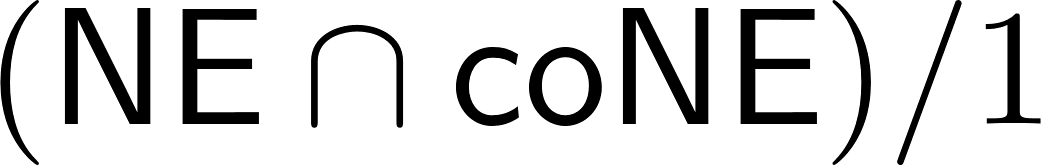 (NE ∩ coNE)/1